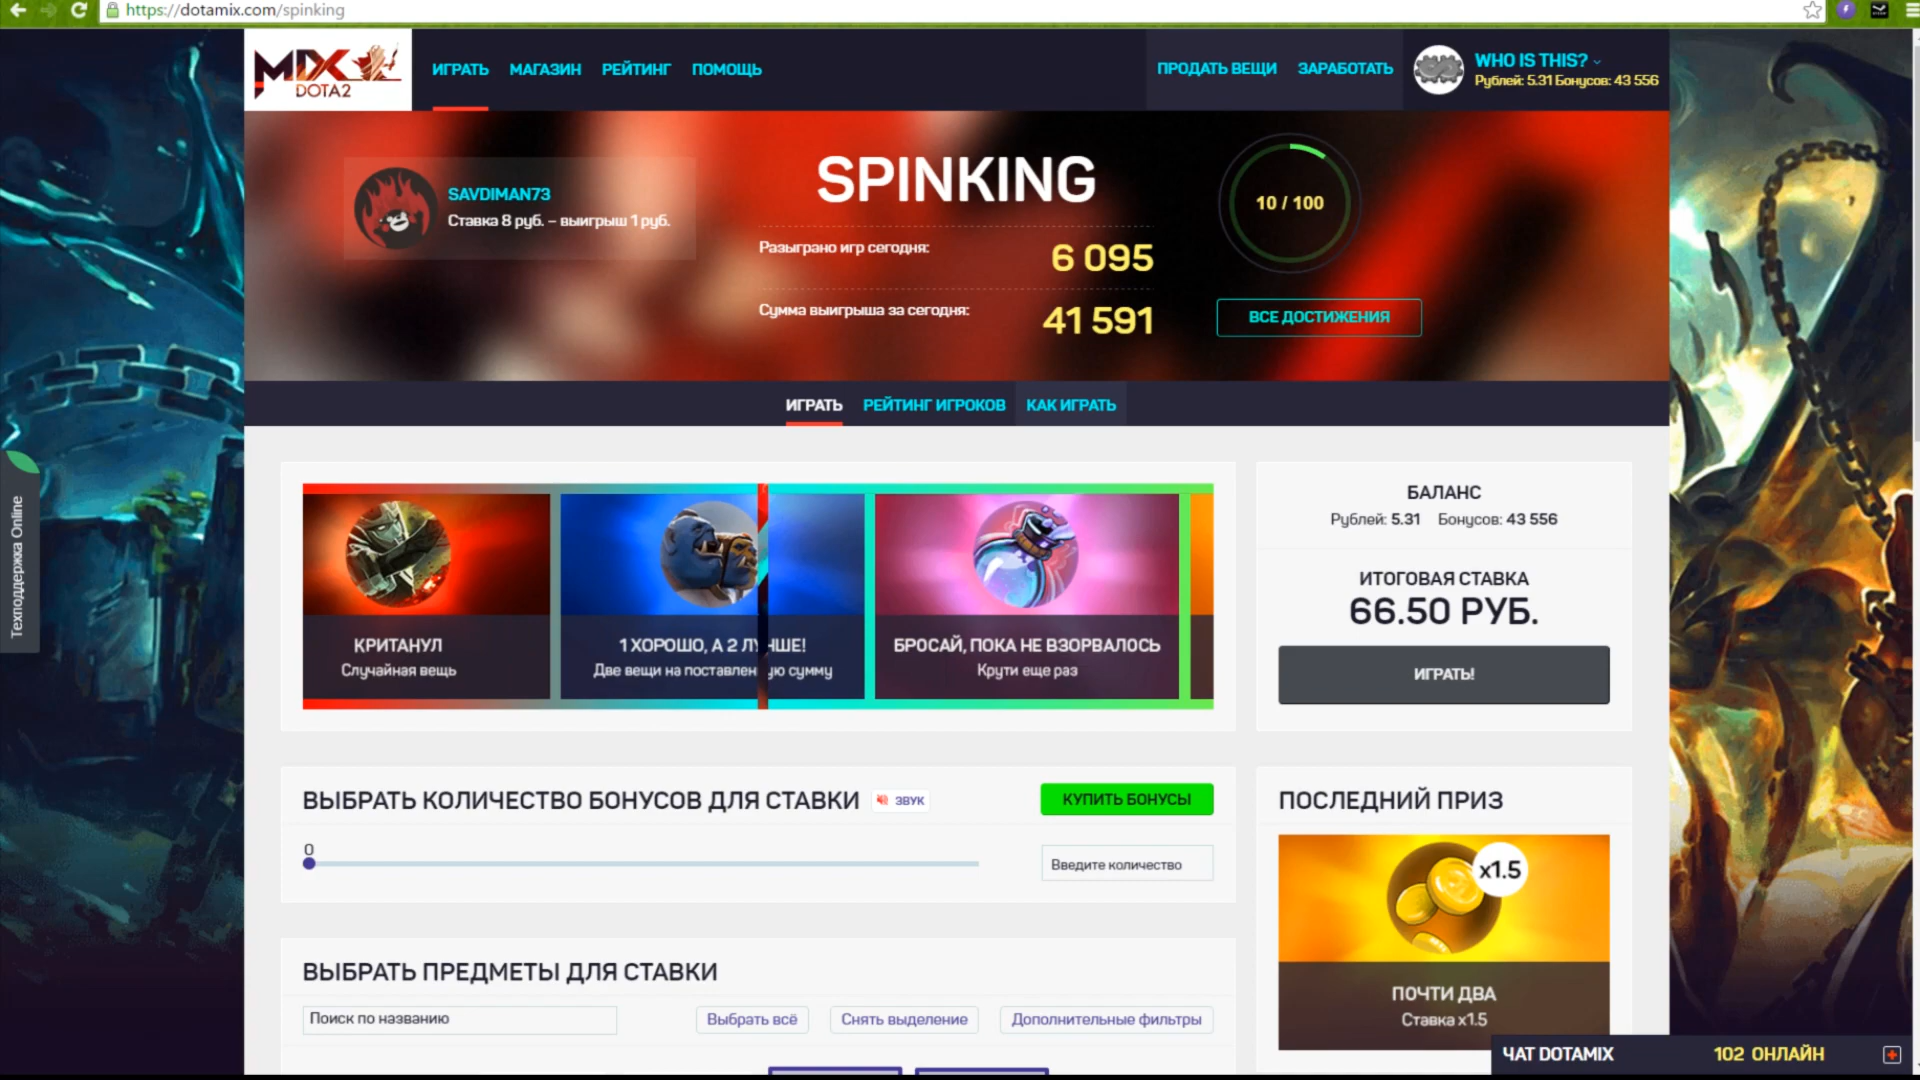 https://dotamix.com/spinking
MIX
DOTA2
ИГРАТЬ МАГАЗИН РЕЙТИНГ ПОМОЩЬ
ПРОДАТЬ ВЕЩИ ЗАРАБОТАТЬ
WHO IS THIS?
Рублей: 5.31 Бонусов: 43 556
SAVDIMAN73
Ставка 8 руб. – выигрыш 1 руб.
SPINKING
Разыграно игр сегодня:
6 095
Сумма выигрыша за сегодня:
41 591
10 / 100
ВСЕ ДОСТИЖЕНИЯ
ИГРАТЬ РЕЙТИНГ ИГРОКОВ КАК ИГРАТЬ
Техподдержка Online
КРИТАНУЛ
Случайная вещь
1 ХОРОШО, А 2 ЛУЧШЕ!
Две вещи на поставленную сумму
БРОСАЙ, ПОКА НЕ ВЗОРВАЛОСЬ
Крути еще раз
БАЛАНС
Рублей: 5.31 Бонусов: 43 556
ИТОГОВАЯ СТАВКА
66.50 РУБ.
ИГРАТЬ!
ВЫБРАТЬ КОЛИЧЕСТВО БОНУСОВ ДЛЯ СТАВКИ
ЗВУК
КУПИТЬ БОНУСЫ
0
Введите количество
ПОСЛЕДНИЙ ПРИЗ
x1.5
ПОЧТИ ДВА
Ставка x1.5
ВЫБРАТЬ ПРЕДМЕТЫ ДЛЯ СТАВКИ
Поиск по названию
Выбрать всё
Снять выделение
Дополнительные фильтры
ЧАТ DOTAMIX
102 ОНЛАЙН